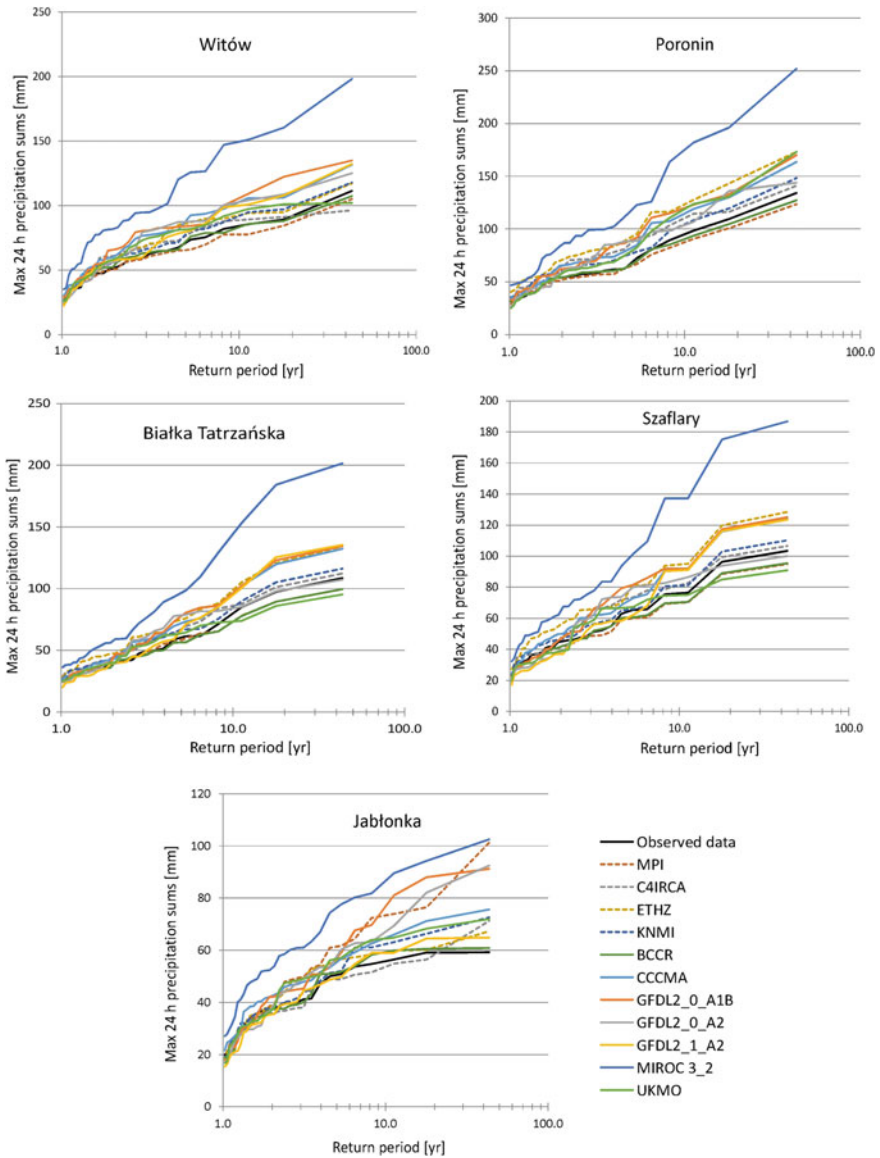 Witów
Max 24 h precipitation sums [mm]
250
200
150
100
50
0
1.0 10.0 100.0
Return period [yr]
Poronin
Max 24 h precipitation sums [mm]
300
250
200
150
100
50
0
1.0 10.0 100.0
Return period [yr]
Białka Tatrzańska
Max 24 h precipitation sums [mm]
250
200
150
100
50
0
1.0 10.0 100.0
Return period [yr]
Szaflary
Max 24 h precipitation sums [mm]
200
180
160
140
120
100
80
60
40
20
0
1.0 10.0 100.0
Return period [yr]
Jabłonka
Max 24 h precipitation sums [mm]
120
100
80
60
40
20
0
1.0 10.0 100.0
Return period [yr]
Observed data
MPI
C4IRCA
ETHZ
KNMI
BCCR
CCCMA
GFDL2_0_A1B
GFDL2_0_A2
GFDL2_1_A2
MIROC 3_2
UKMO